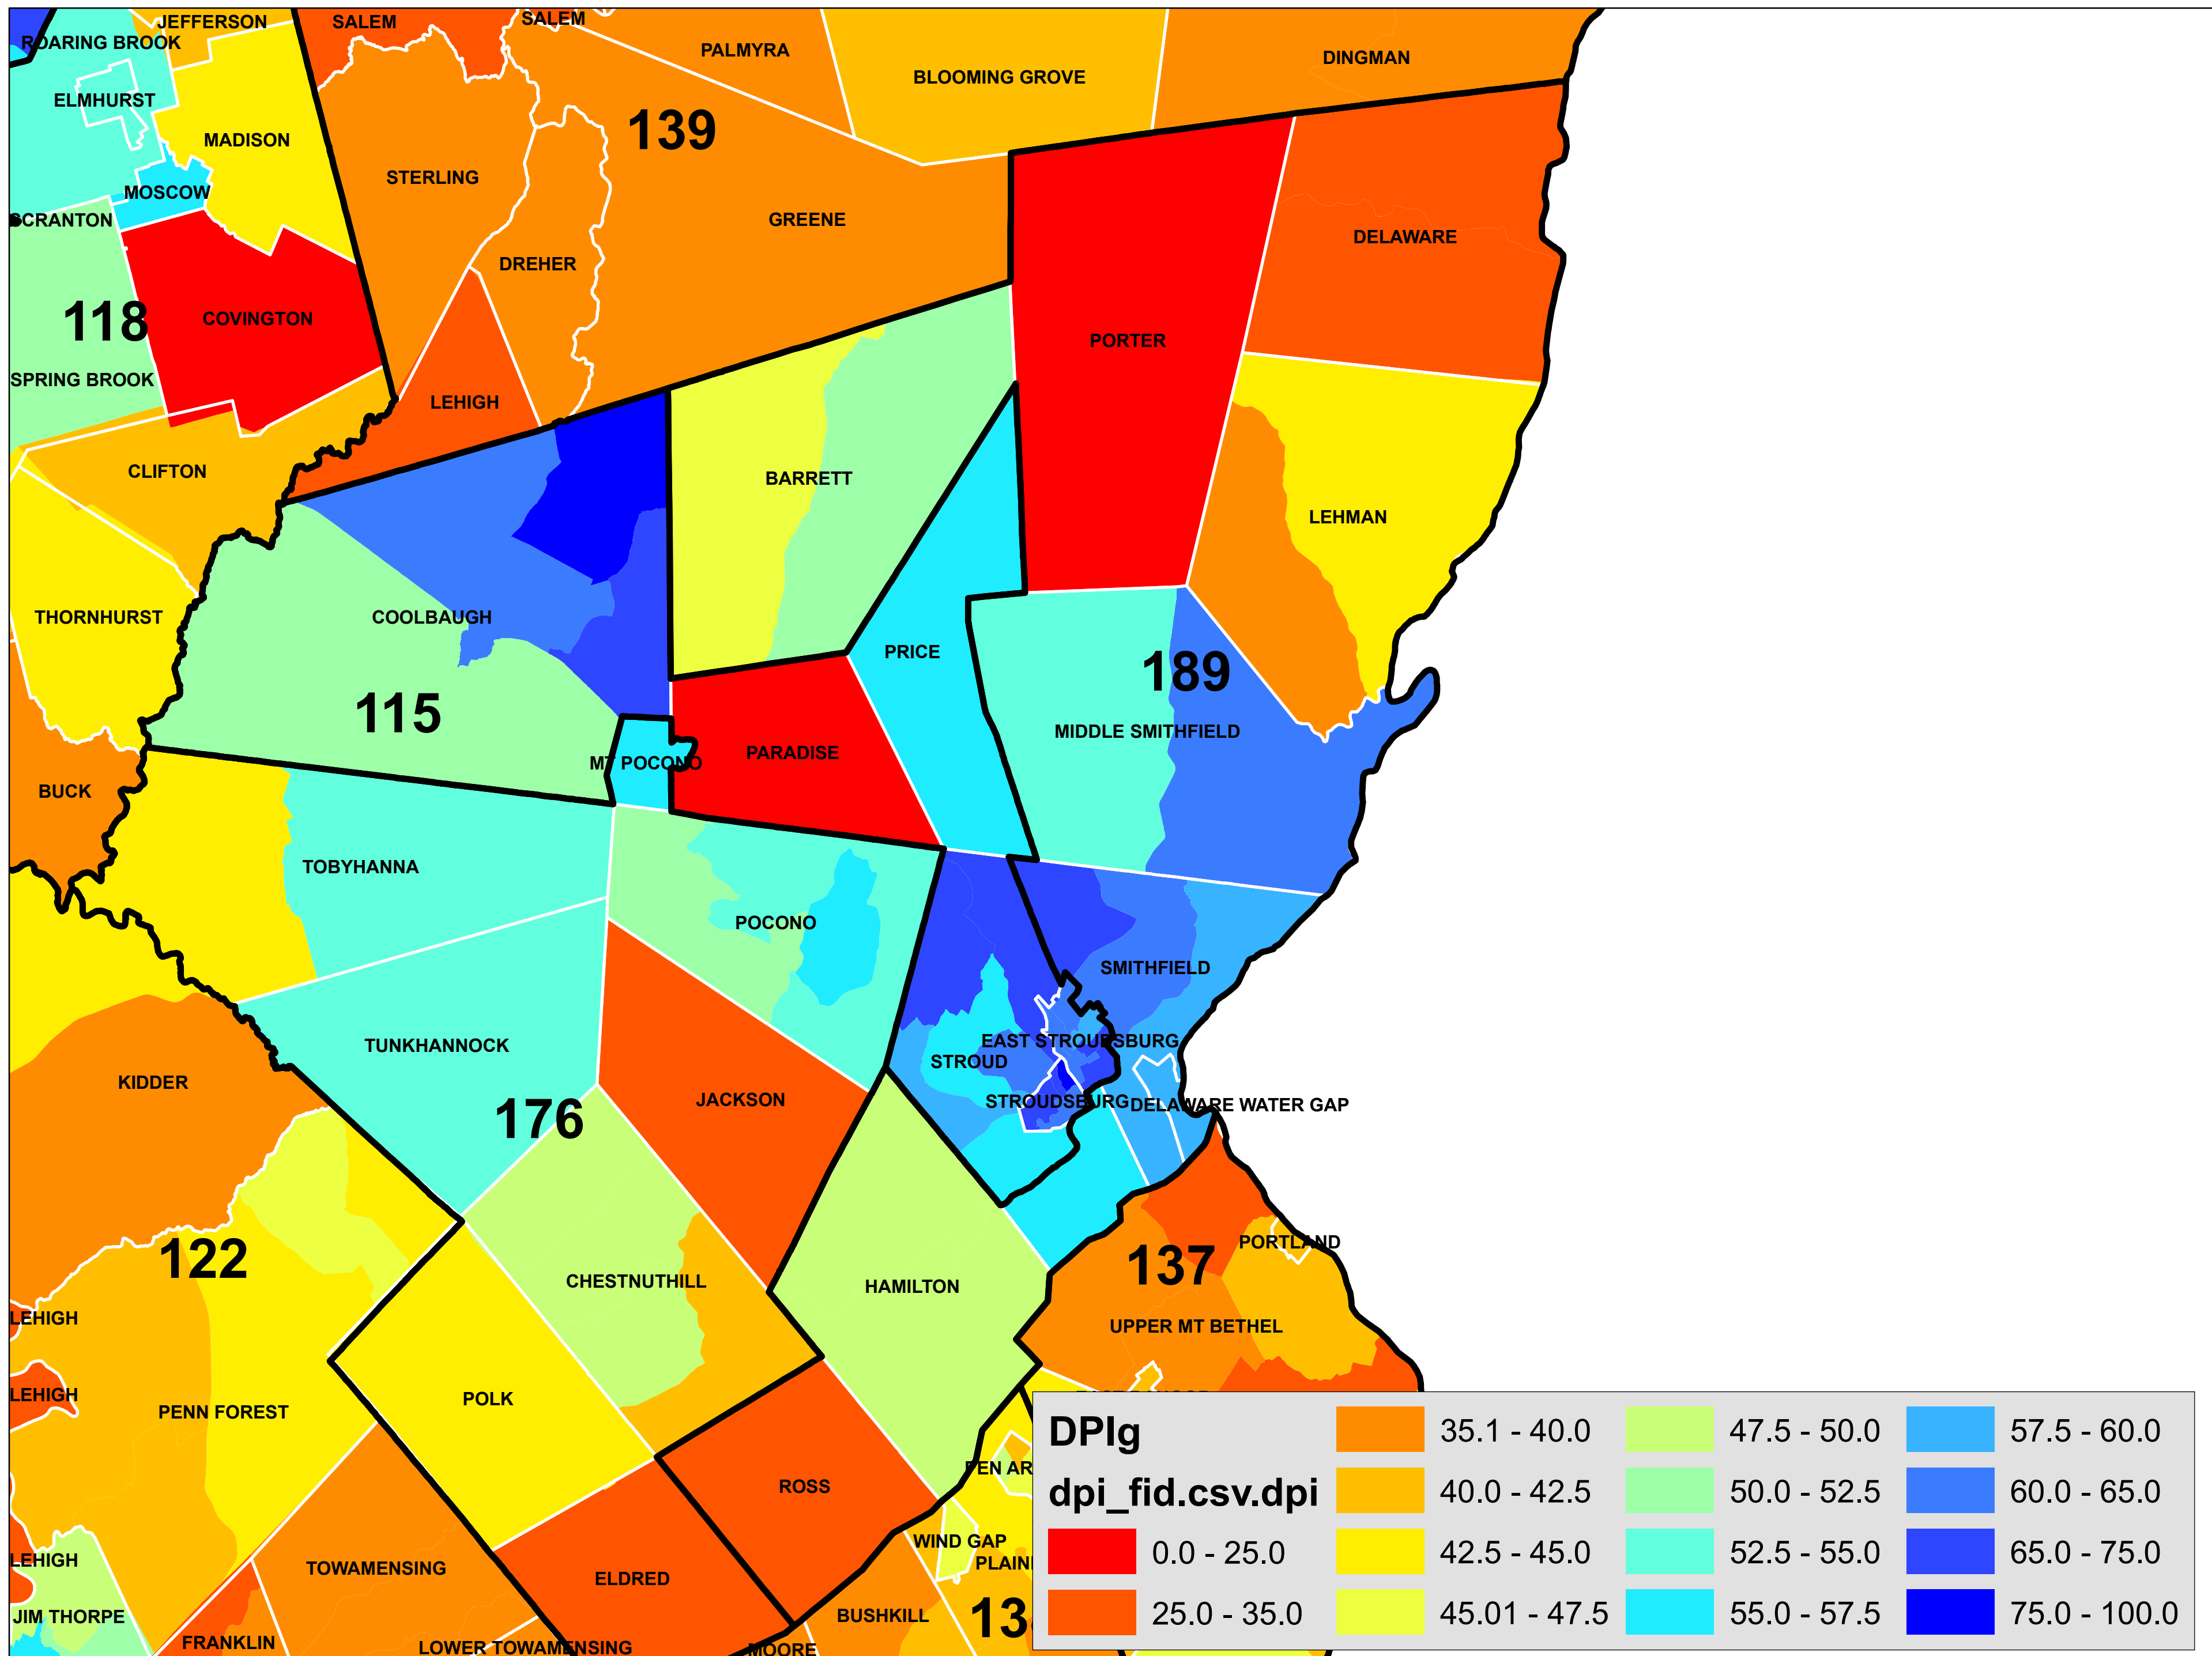 JEFFERSON
SALEM
SALEM
ROARING BROOK
PALMYRA
DINGMAN
BLOOMING GROVE
ELMHURST
139
MADISON
STERLING
MOSCOW
SCRANTON
GREENE
DELAWARE
DREHER
118
COVINGTON
PORTER
SPRING BROOK
LEHIGH
CLIFTON
BARRETT
LEHMAN
THORNHURST
COOLBAUGH
PRICE
189
115
MIDDLE SMITHFIELD
PARADISE
MT POCONO
BUCK
TOBYHANNA
POCONO
SMITHFIELD
EAST STROUDSBURG
TUNKHANNOCK
STROUD
KIDDER
JACKSON
STROUDSBURG
DELAWARE WATER GAP
176
PORTLAND
122
137
CHESTNUTHILL
HAMILTON
LEHIGH
UPPER MT BETHEL
LEHIGH
POLK
PENN FOREST
PEN AR
ROSS
WIND GAP
LEHIGH
PLAIN
TOWAMENSING
ELDRED
JIM THORPE
BUSHKILL
13
FRANKLIN
LOWER TOWAMENSING
MOORE
DPIg
dpi_fid.csv.dpi
0.0 - 25.0
25.0 - 35.0
35.1 - 40.0
40.0 - 42.5
42.5 - 45.0
45.01 - 47.5
47.5 - 50.0
50.0 - 52.5
52.5 - 55.0
55.0 - 57.5
57.5 - 60.0
60.0 - 65.0
65.0 - 75.0
75.0 - 100.0